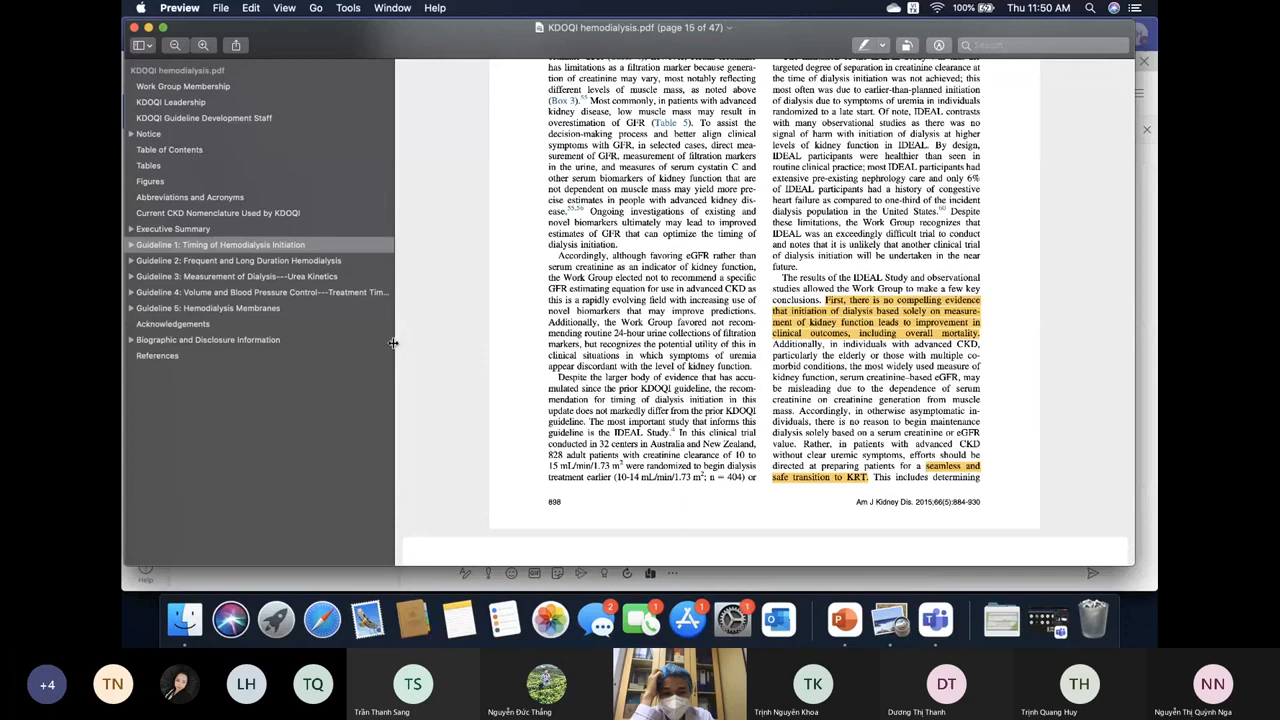 Preview File Edit View Go Tools Window Help
100% Thu 11:50 AM
KDOQI hemodialysis.pdf (page 15 of 47)
Search
KDOQI hemodialysis.pdf
Work Group Membership
KDOQI Leadership
KDOQI Guideline Development Staff
Notice
Table of Contents
Tables
Figures
Abbreviations and Acronyms
Current CKD Nomenclature Used by KDOQI
Executive Summary
Guideline 1: Timing of Hemodialysis Initiation
Guideline 2: Frequent and Long Duration Hemodialysis
Guideline 3: Measurement of Dialysis---Urea Kinetics
Guideline 4: Volume and Blood Pressure Control---Treatment Tim...
Guideline 5: Hemodialysis Membranes
Acknowledgements
Biographic and Disclosure Information
References
has limitations as a filtration marker because genera-
tion of creatinine may vary, most notably reflecting
different levels of muscle mass, as noted above
(Box 3).55 Most commonly, in patients with advanced
kidney disease, low muscle mass may result in
overestimation of GFR (Table 5). To assist the
decision-making process and better align clinical
symptoms with GFR, in selected cases, direct mea-
surement of GFR, measurement of filtration markers
in the urine, and measures of serum cystatin C and
other serum biomarkers of kidney function that are
not dependent on muscle mass may yield more pre-
cise estimates in people with advanced kidney dis-
ease.55,56 Ongoing investigations of existing and
novel biomarkers ultimately may lead to improved
estimates of GFR that can optimize the timing of
dialysis initiation.
Accordingly, although favoring eGFR rather than
serum creatinine as an indicator of kidney function,
the Work Group elected not to recommend a specific
GFR estimating equation for use in advanced CKD as
this is a rapidly evolving field with increasing use of
novel biomarkers that may improve predictions.
Additionally, the Work Group favored not recom-
mending routine 24-hour urine collections of filtration
markers, but recognizes the potential utility of this in
clinical situations in which symptoms of uremia
appear discordant with the level of kidney function.
Despite the larger body of evidence that has accu-
mulated since the prior KDOQI guideline, the recom-
mendation for timing of dialysis initiation in this
update does not markedly differ from the prior KDOQI
guideline. The most important study that informs this
guideline is the IDEAL Study.4 In this clinical trial
conducted in 32 centers in Australia and New Zealand,
828 adult patients with creatinine clearance of 10 to
15 mL/min/1.73 m2 were randomized to begin dialysis
treatment earlier (10-14 mL/min/1.73 m2; n = 404) or
targeted degree of separation in creatinine clearance at
the time of dialysis initiation was not achieved; this
most often was due to earlier-than-planned initiation
of dialysis due to symptoms of uremia in individuals
randomized to a late start. Of note, IDEAL contrasts
with many observational studies as there was no
signal of harm with initiation of dialysis at higher
levels of kidney function in IDEAL. By design,
IDEAL participants were healthier than seen in
routine clinical practice; most IDEAL participants had
extensive pre-existing nephrology care and only 6%
of IDEAL participants had a history of congestive
heart failure as compared to one-third of the incident
dialysis population in the United States.60 Despite
these limitations, the Work Group recognizes that
IDEAL was an exceedingly difficult trial to conduct
and notes that it is unlikely that another clinical trial
of dialysis initiation will be undertaken in the near
future.
The results of the IDEAL Study and observational
studies allowed the Work Group to make a few key
conclusions. First, there is no compelling evidence
that initiation of dialysis based solely on measure-
ment of kidney function leads to improvement in
clinical outcomes, including overall mortality.
Additionally, in individuals with advanced CKD,
particularly the elderly or those with multiple co-
morbid conditions, the most widely used measure of
kidney function, serum creatinine–based eGFR, may
be misleading due to the dependence of serum
creatinine on creatinine generation from muscle
mass. Accordingly, in otherwise asymptomatic in-
dividuals, there is no reason to begin maintenance
dialysis solely based on a serum creatinine or eGFR
value. Rather, in patients with advanced CKD
without clear uremic symptoms, efforts should be
directed at preparing patients for a seamless and
safe transition to KRT. This includes determining
898
Am J Kidney Dis. 2015;66(5):884-930
Help
GIF
2 1 1 1
+4 TN LH TQ TS TK DT TH NN
Trần Thanh Sang
Nguyễn Đức Thắng
Trịnh Nguyên Khoa
Dương Thị Thanh
Trịnh Quang Huy
Nguyễn Thị Quỳnh Nga